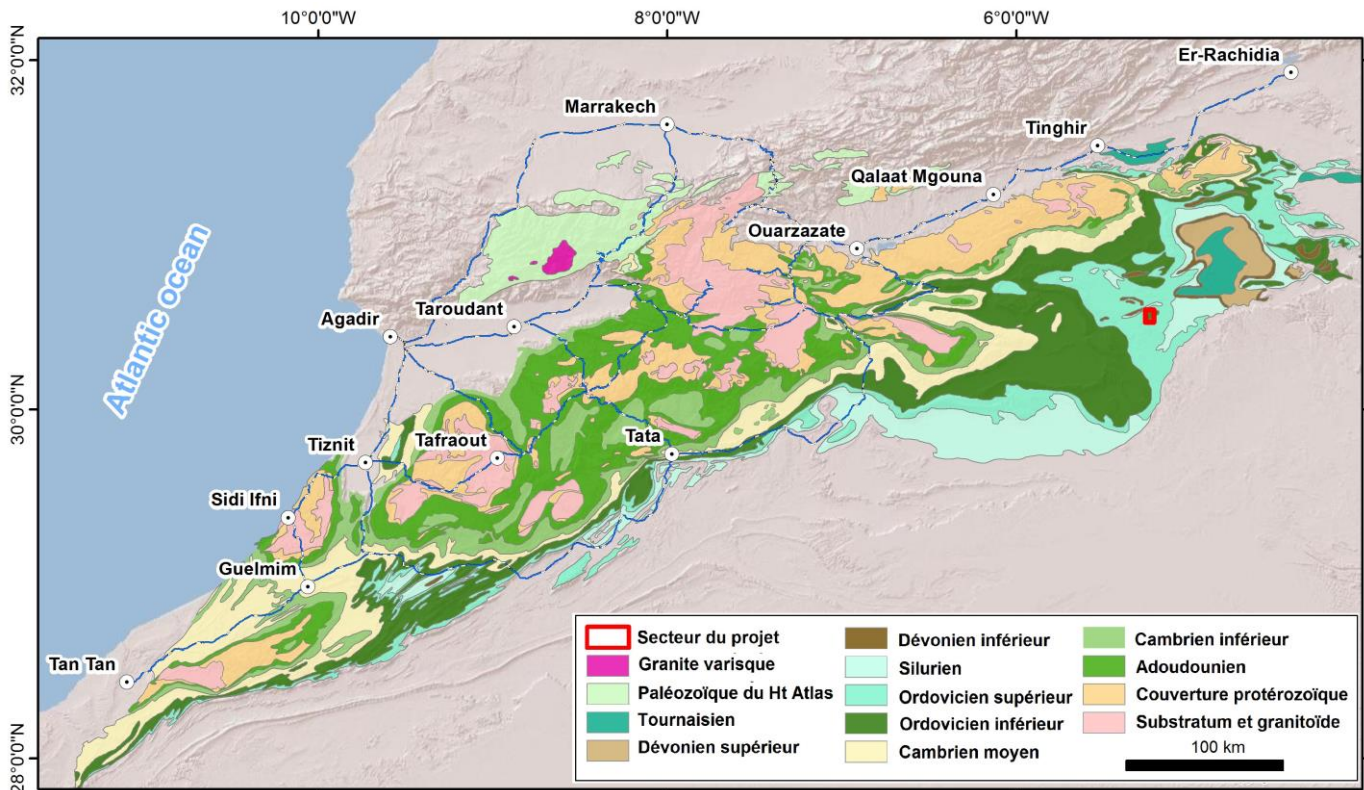 10°0'0"W 8°0'0"W 6°0'0"W
32°0'0"N
30°0'0"N
28°0'0"N
Er-Rachidia
Marrakech
Tinghir
Qalaat Mgouna
Ouarzazate
Atlantic Ocean
Taroudant
Agadir
Tiznit
Tafraout
Tata
Sidi Ifni
Guelmim
Tan Tan
Secteur du projet
Granite varisque
Paléozoïque du Ht Atlas
Tournaisien
Dévonien supérieur
Dévonien inférieur
Silurien
Ordovicien supérieur
Ordovicien inférieur
Cambrien moyen
Cambrien inférieur
Adoudounien
Couverture protérozoïque
Substratum et granitoïde
100 km